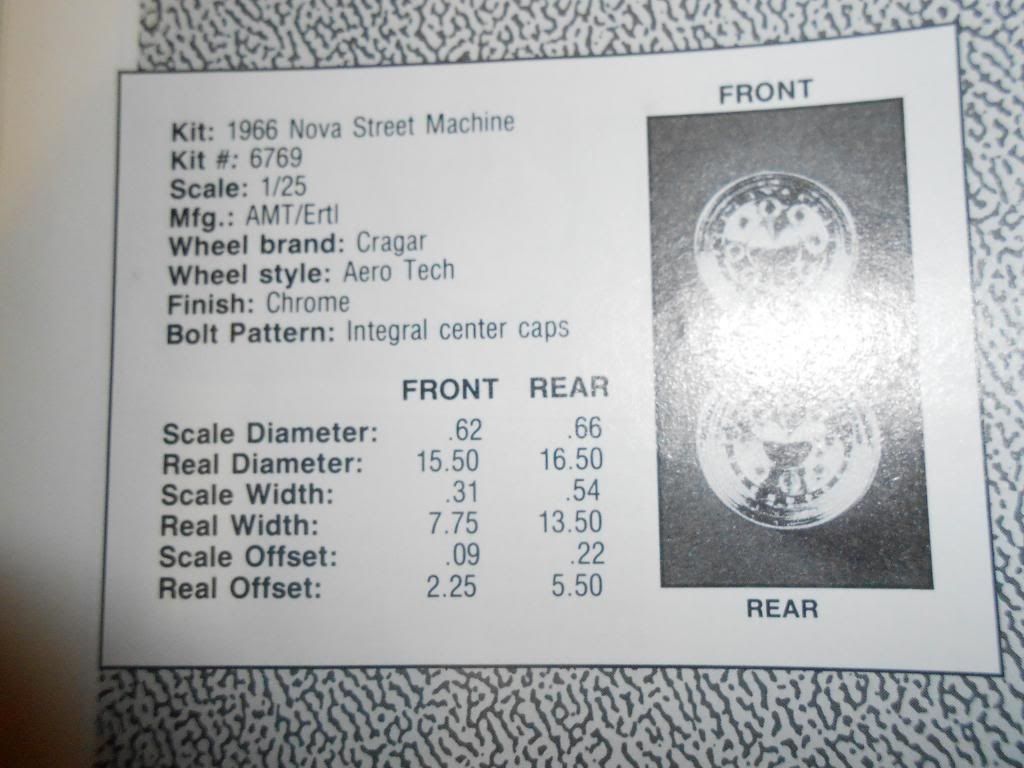 Kit: 1966 Nova Street Machine
Kit #: 6769
Scale: 1/25
Mfg.: AMT/Ertl
Wheel brand: Cragar
Wheel style: Aero Tech
Finish: Chrome
Bolt Pattern: Integral center caps
FRONT REAR
Scale Diameter: .62 .66
Real Diameter: 15.50 16.50
Scale Width: .31 .54
Real Width: 7.75 13.50
Scale Offset: .09 .22
Real Offset: 2.25 5.50
FRONT
REAR